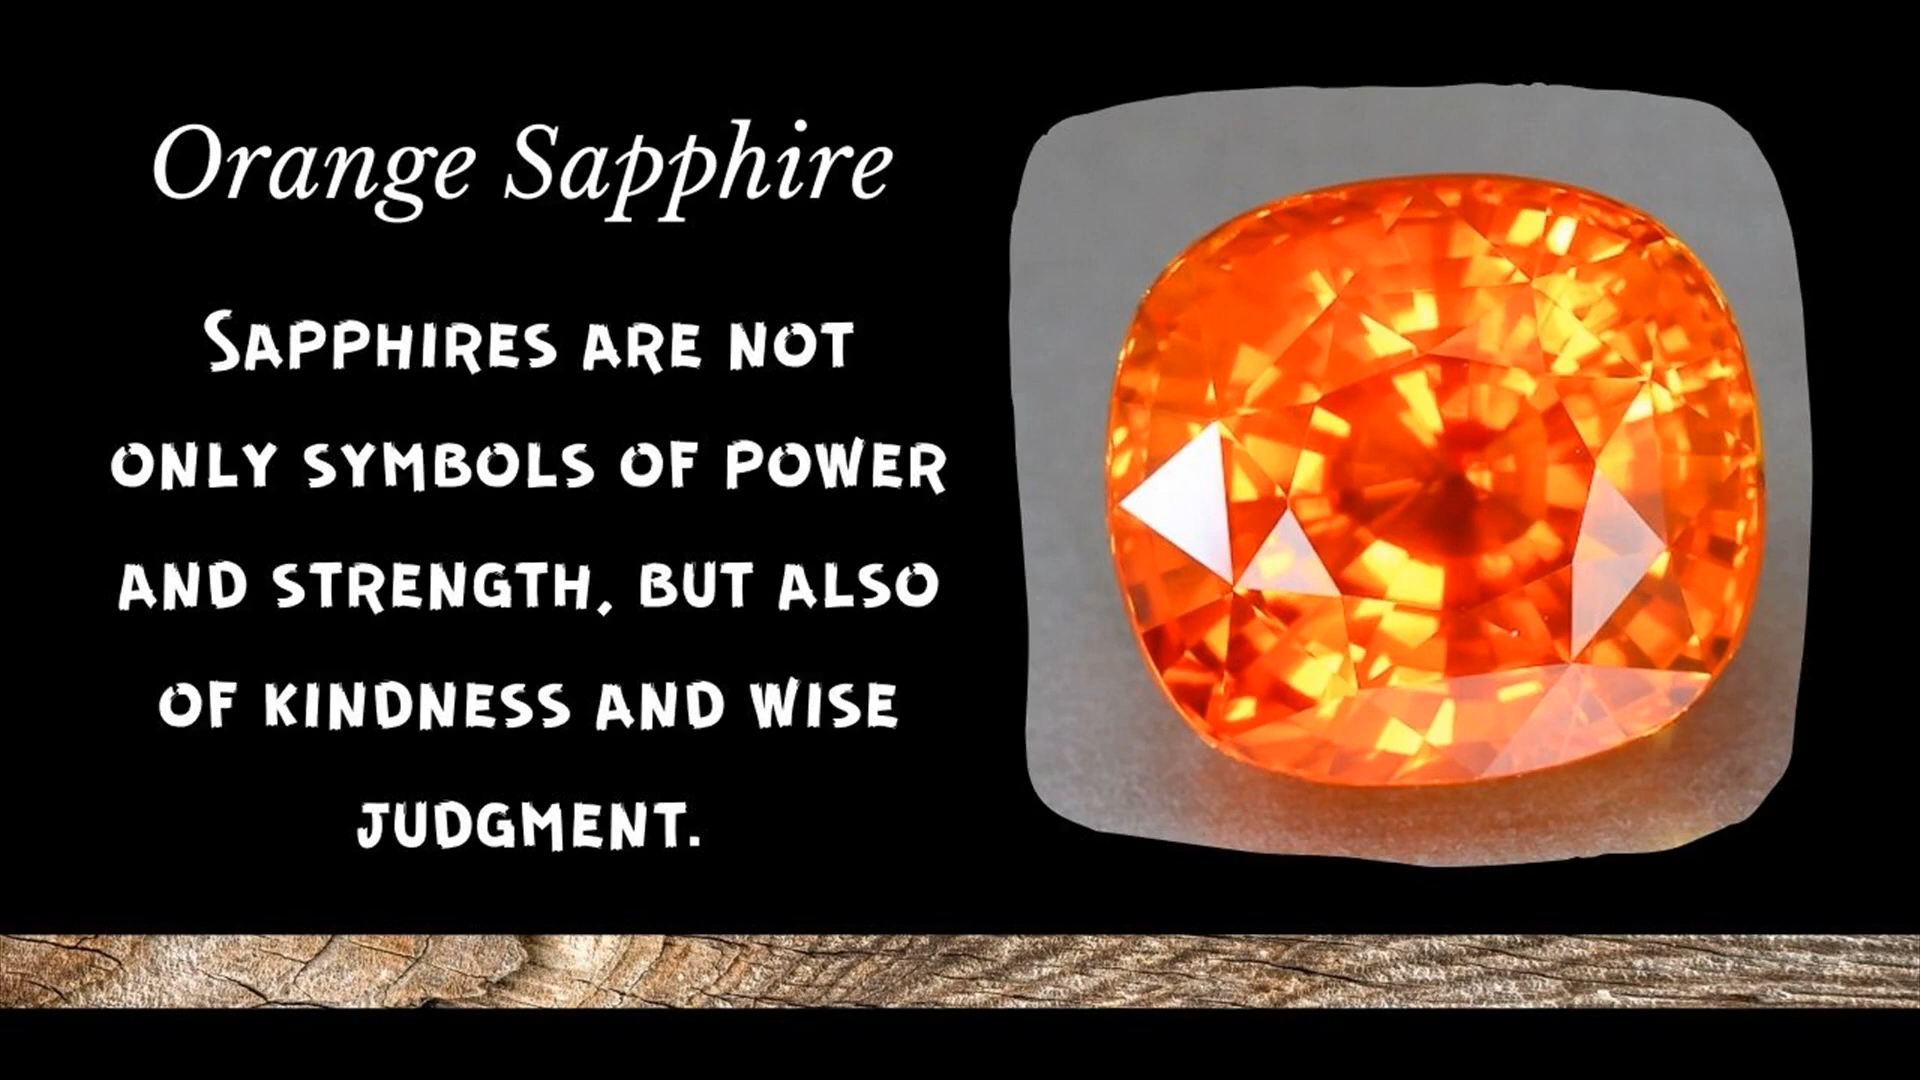 Orange Sapphire
Sapphires are not
only symbols of power
and strength, but also
of kindness and wise
judgment.